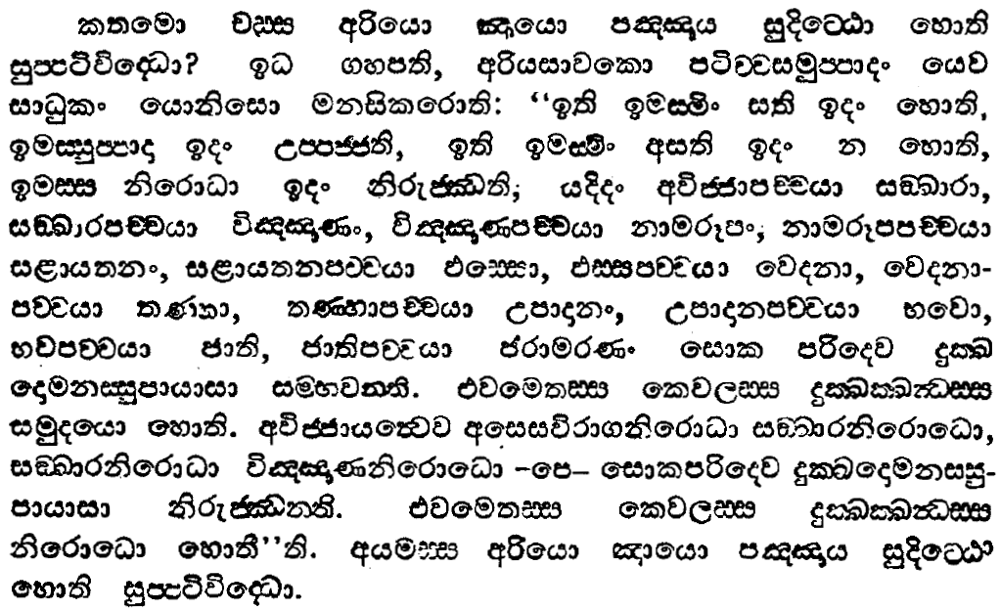 කතමො චස්ස අරියො ඤායො පඤ්ඤාය සුදිට්ඨො හොති
සුප්පටිවිද්ධො? ඉධ ගහපති, අරියසාවකො පටිච්චසමුප්පාදං යෙව
සාධුකං යොනිසො මනසිකරොති: “ඉති ඉමස්මිං සති ඉදං හොති,
ඉමස්සුප්පාදා ඉදං උප්පජ්ජති, ඉති ඉමස්මිං අසති ඉදං න හොති,
ඉමස්ස නිරොධා ඉදං නිරුජ්ඣති; යදිදං අවිජ්ජාපච්චයා සඞ්ඛාරා,
සඞ්ඛාරපච්චයා විඤ්ඤාණං, විඤ්ඤාණපච්චයා නාමරූපං, නාමරූපපච්චයා
සළායතනං, සළායතනපච්චයා ඵස්සො, ඵස්සපච්චයා වෙදනා, වෙදනා-
පච්චයා තණ්හා, තණ්හාපච්චයා උපාදානං, උපාදානපච්චයා භවො,
භවපච්චයා ජාති, ජාතිපච්චයා ජරාමරණං සොක පරිදෙව දුක්ඛ
දොමනස්සුපායාසා සම්භවන්ති. එවමෙතස්ස කෙවලස්ස දුක්ඛක්ඛන්ධස්ස
සමුදයො හොති. අවිජ්ජායත්වෙව අසෙසවිරාගනිරොධා සඞ්ඛාරනිරොධො,
සඞ්ඛාරනිරොධා විඤ්ඤාණනිරොධො –පෙ– සොකපරිදෙව දුක්ඛදොමනස්සු-
පායාසා නිරුජ්ඣන්ති. එවමෙතස්ස කෙවලස්ස දුක්ඛක්ඛන්ධස්ස
නිරොධො හොතී”ති. අයමස්ස අරියො ඤායො පඤ්ඤාය සුදිට්ඨො
හොති සුප්පටිවිද්ධො.